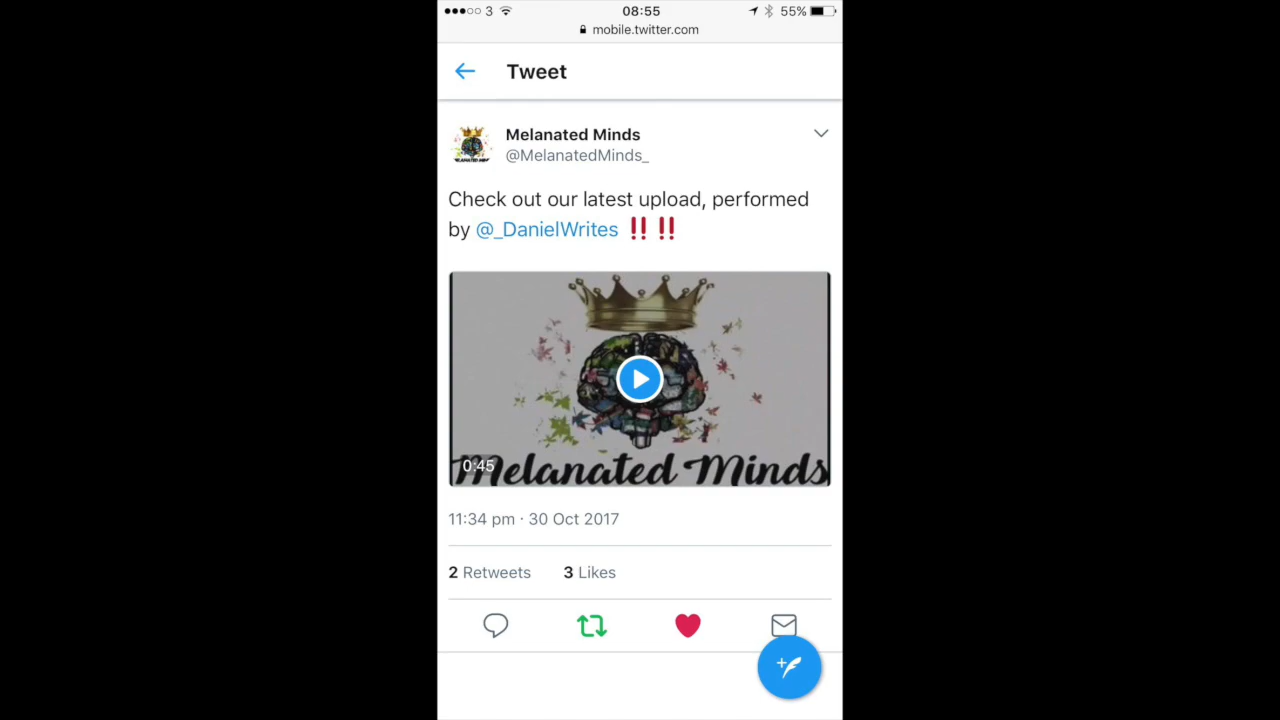 3 08:55 55%
mobile.twitter.com
Tweet
Melanated Minds
@MelanatedMinds_
Check out our latest upload, performed
by @_DanielWrites ‼️ ‼️
Melanated Minds
0:45
11:34 pm · 30 Oct 2017
2 Retweets 3 Likes